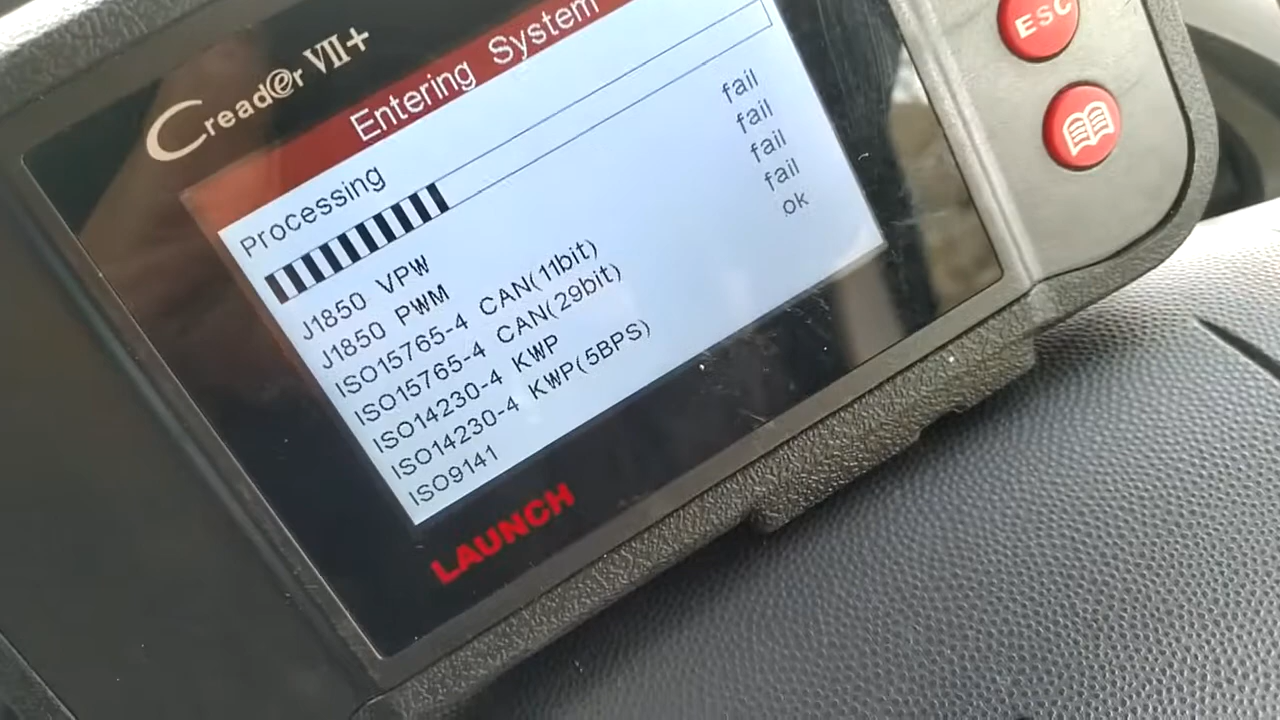 Creader VII+
ESC
Entering System
Processing
J1850 VPW fail
J1850 PWM fail
ISO15765-4 CAN(11bit) fail
ISO15765-4 CAN(29bit) fail
ISO14230-4 KWP ok
ISO14230-4 KWP(5BPS)
ISO9141
LAUNCH